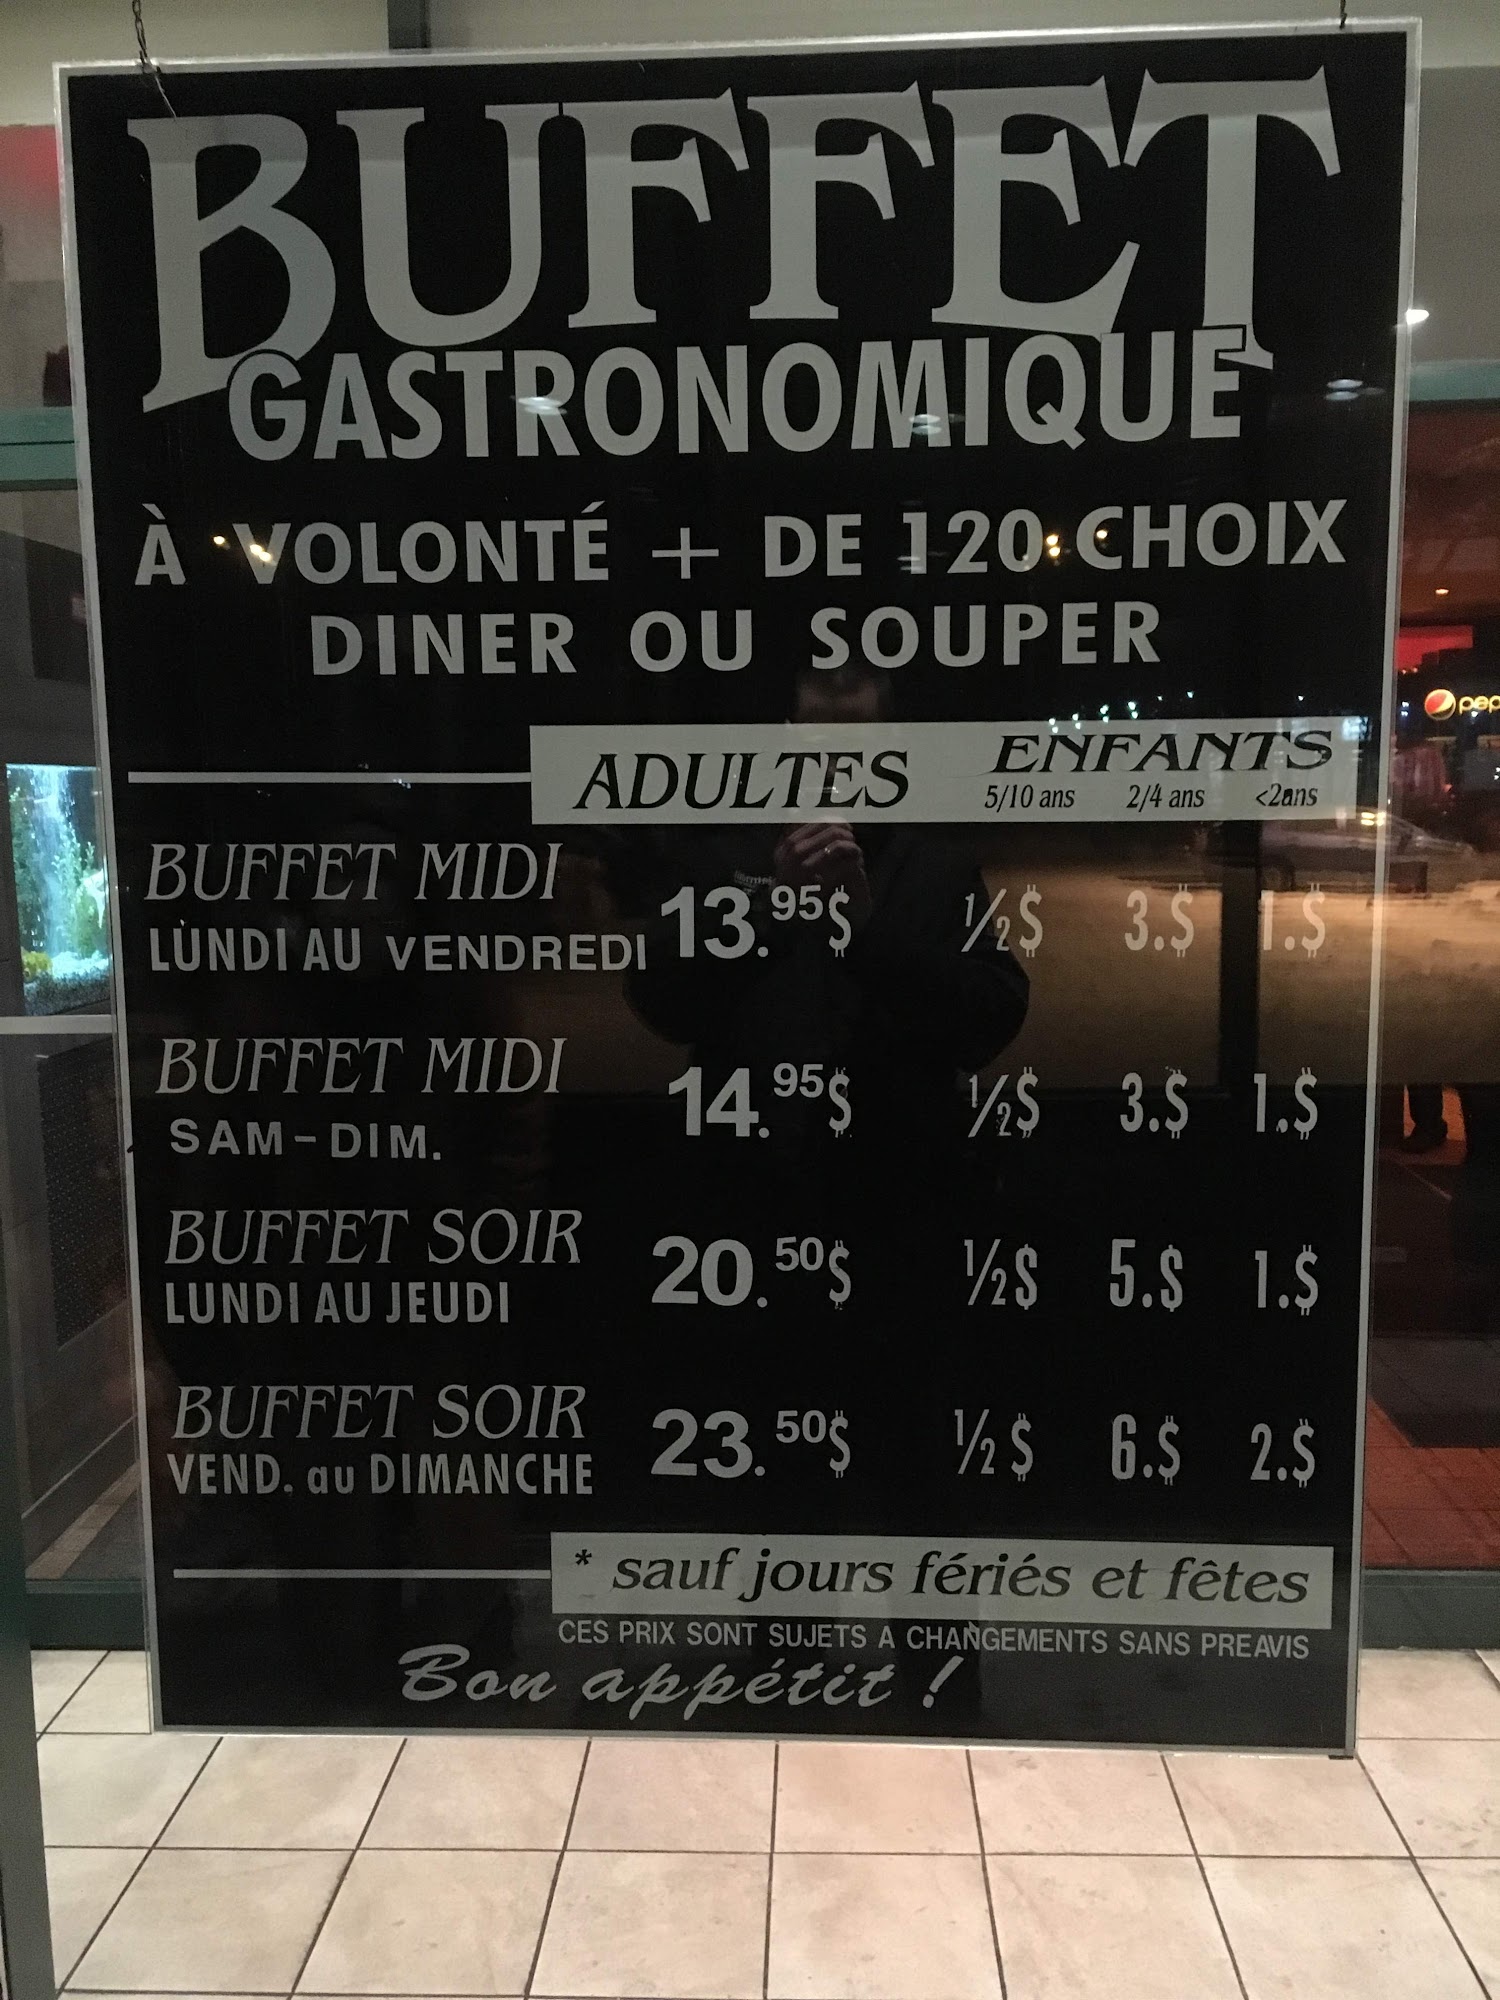 BUFFET
GASTRONOMIQUE
À VOLONTÉ + DE 120 CHOIX
DINER OU SOUPER
ADULTES ENFANTS
5/10 ans 2/4 ans <2ans
BUFFET MIDI
LUNDI AU VENDREDI 13.95$ ½$ 3.$ 1.$
BUFFET MIDI
SAM-DIM. 14.95$ ½$ 3.$ 1.$
BUFFET SOIR
LUNDI AU JEUDI 20.50$ ½$ 5.$ 1.$
BUFFET SOIR
VEND. au DIMANCHE 23.50$ ½$ 6.$ 2.$
* sauf jours fériés et fêtes
CES PRIX SONT SUJETS A CHANGEMENTS SANS PREAVIS
Bon appétit !